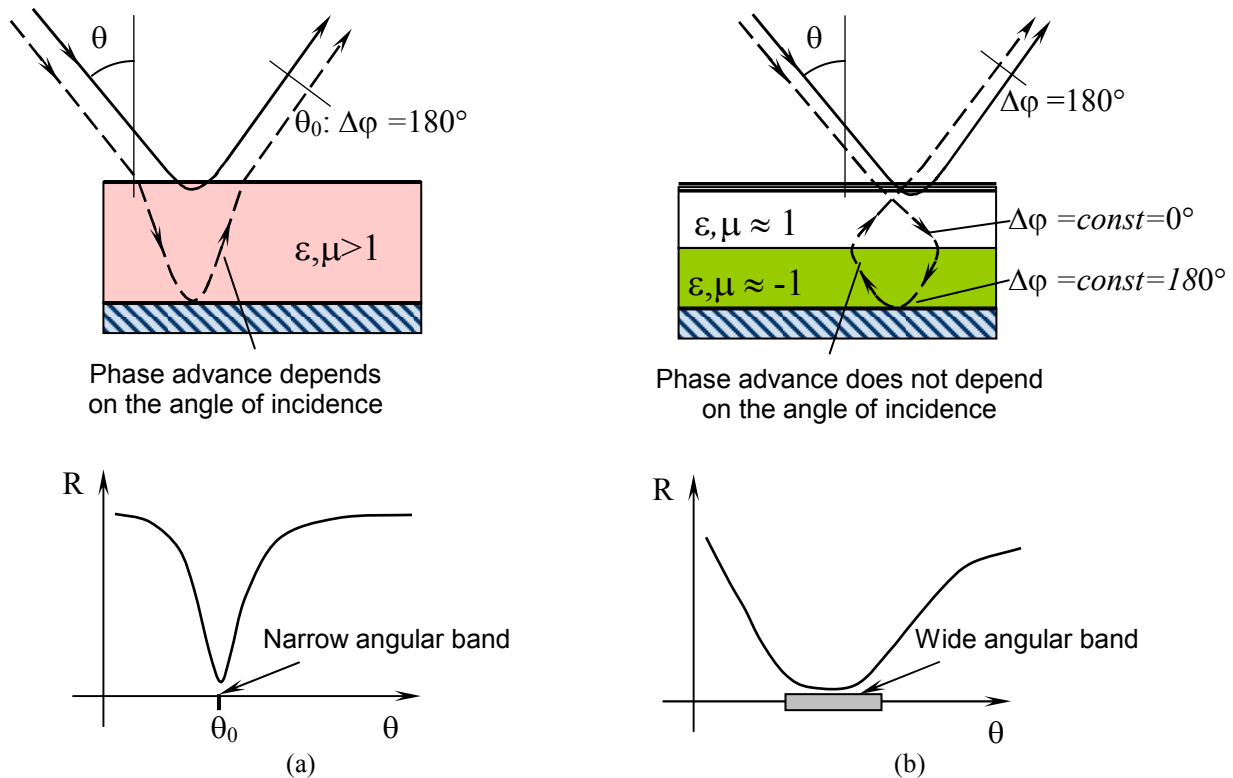 θ
θ₀: Δφ =180°
ε,μ>1
Phase advance depends
on the angle of incidence
R
Narrow angular band
θ₀
θ
(a)
θ
Δφ =180°
ε,μ ≈ 1
Δφ =const=0°
ε,μ ≈ -1
Δφ =const=180°
Phase advance does not depend
on the angle of incidence
R
Wide angular band
θ
(b)